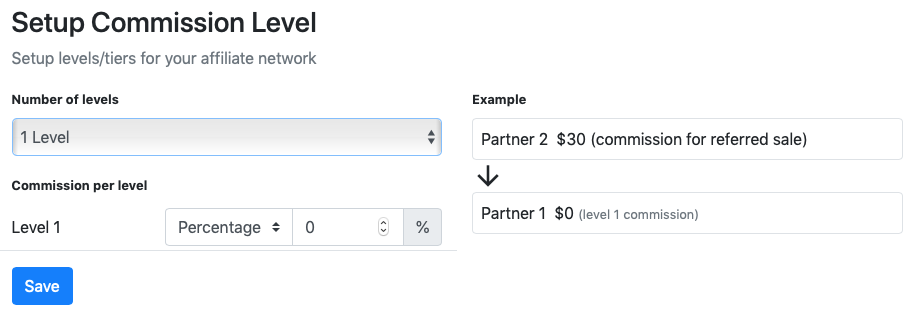 Setup Commission Level
Setup levels/tiers for your affiliate network
Number of levels
1 Level
Commission per level
Level 1 Percentage 0 %
Save
Example
Partner 2 $30 (commission for referred sale)
Partner 1 $0 (level 1 commission)